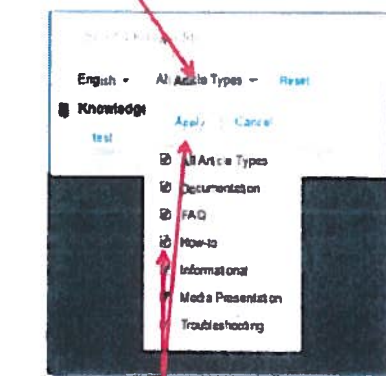 English All Article Types Reset
Knowledge
Apply Cancel
test
All Article Types
Documentation
FAQ
How-to
Informational
Media Presentation
Troubleshooting